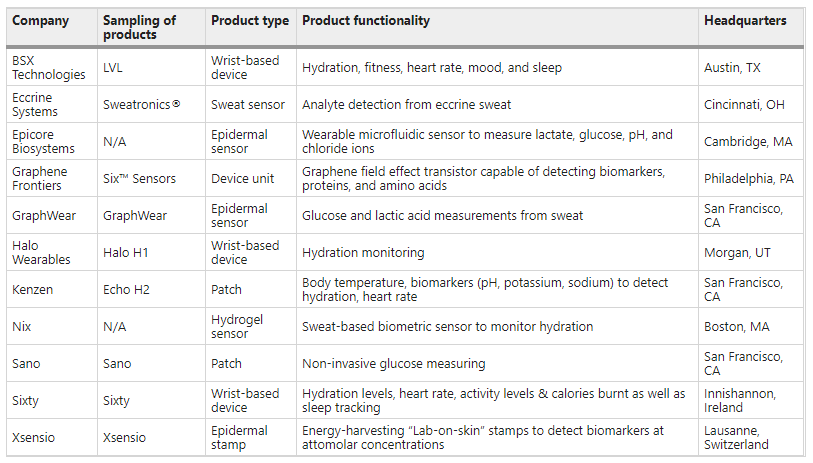 Company Sampling of products Product type Product functionality Headquarters
BSX Technologies LVL Wrist-based device Hydration, fitness, heart rate, mood, and sleep Austin, TX
Eccrine Systems Sweatronics® Sweat sensor Analyte detection from eccrine sweat Cincinnati, OH
Epicore Biosystems N/A Epidermal sensor Wearable microfluidic sensor to measure lactate, glucose, pH, and chloride ions Cambridge, MA
Graphene Frontiers Six™ Sensors Device unit Graphene field effect transistor capable of detecting biomarkers, proteins, and amino acids Philadelphia, PA
GraphWear GraphWear Epidermal sensor Glucose and lactic acid measurements from sweat San Francisco, CA
Halo Wearables Halo H1 Wrist-based device Hydration monitoring Morgan, UT
Kenzen Echo H2 Patch Body temperature, biomarkers (pH, potassium, sodium) to detect hydration, heart rate San Francisco, CA
Nix N/A Hydrogel sensor Sweat-based biometric sensor to monitor hydration Boston, MA
Sano Sano Patch Non-invasive glucose measuring San Francisco, CA
Sixty Sixty Wrist-based device Hydration levels, heart rate, activity levels & calories burnt as well as sleep tracking Innishannon, Ireland
Xsensio Xsensio Epidermal stamp Energy-harvesting “Lab-on-skin” stamps to detect biomarkers at attomolar concentrations Lausanne, Switzerland